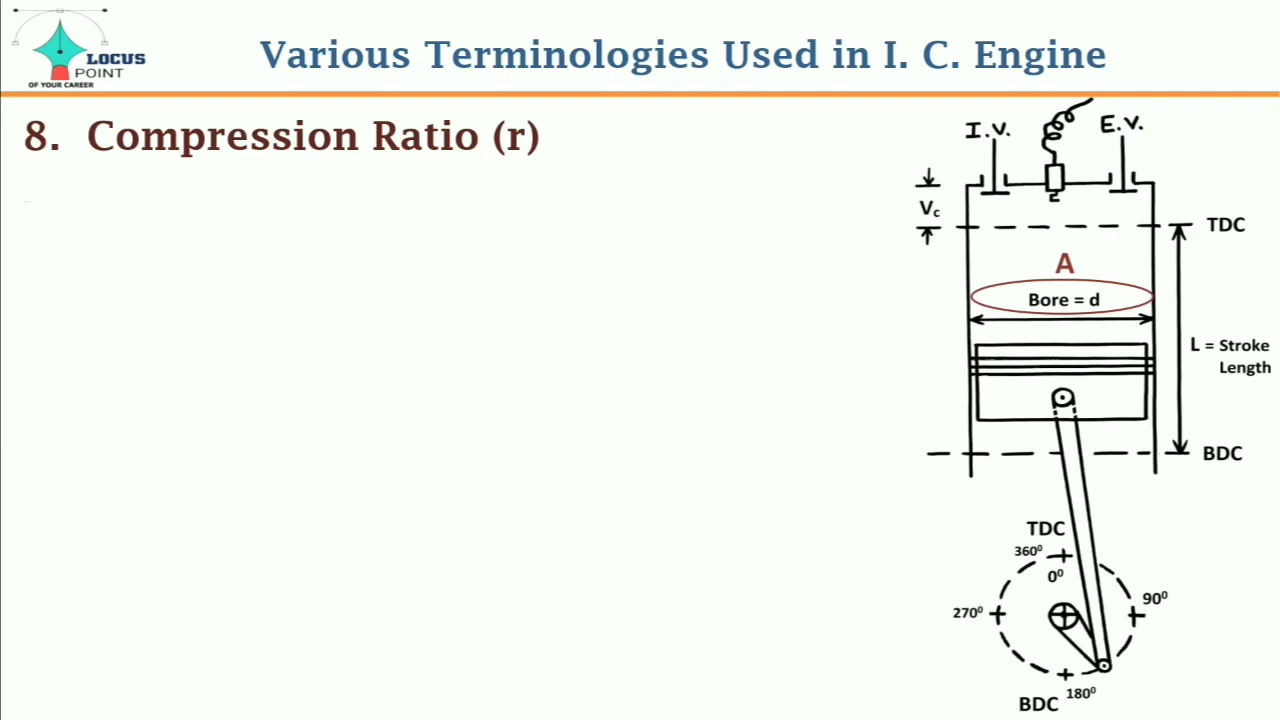 LOCUS
POINT
OF YOUR CAREER
Various Terminologies Used in I. C. Engine
8. Compression Ratio (r)
I.V.
E.V.
Vc
TDC
A
Bore = d
L = Stroke
Length
BDC
TDC
360⁰
0⁰
90⁰
270⁰
180⁰
BDC